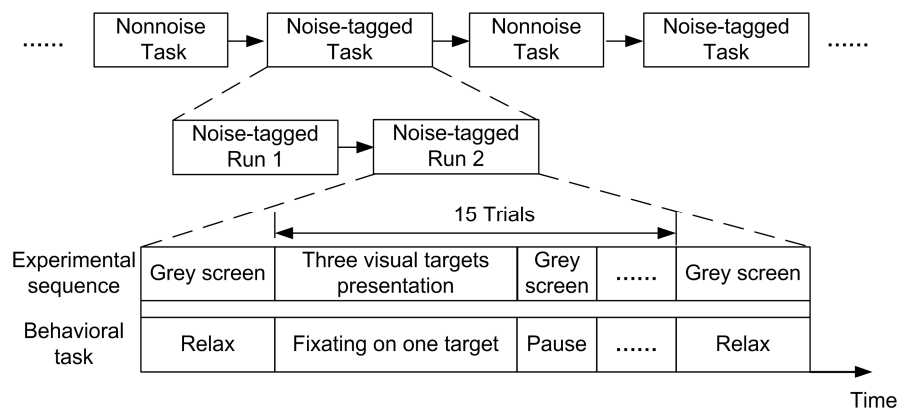 ...... Nonnoise Task Noise-tagged Task Nonnoise Task Noise-tagged Task ......
Noise-tagged Run 1 Noise-tagged Run 2
15 Trials
Experimental sequence Grey screen Three visual targets presentation Grey screen ...... Grey screen
Behavioral task Relax Fixating on one target Pause ...... Relax
Time